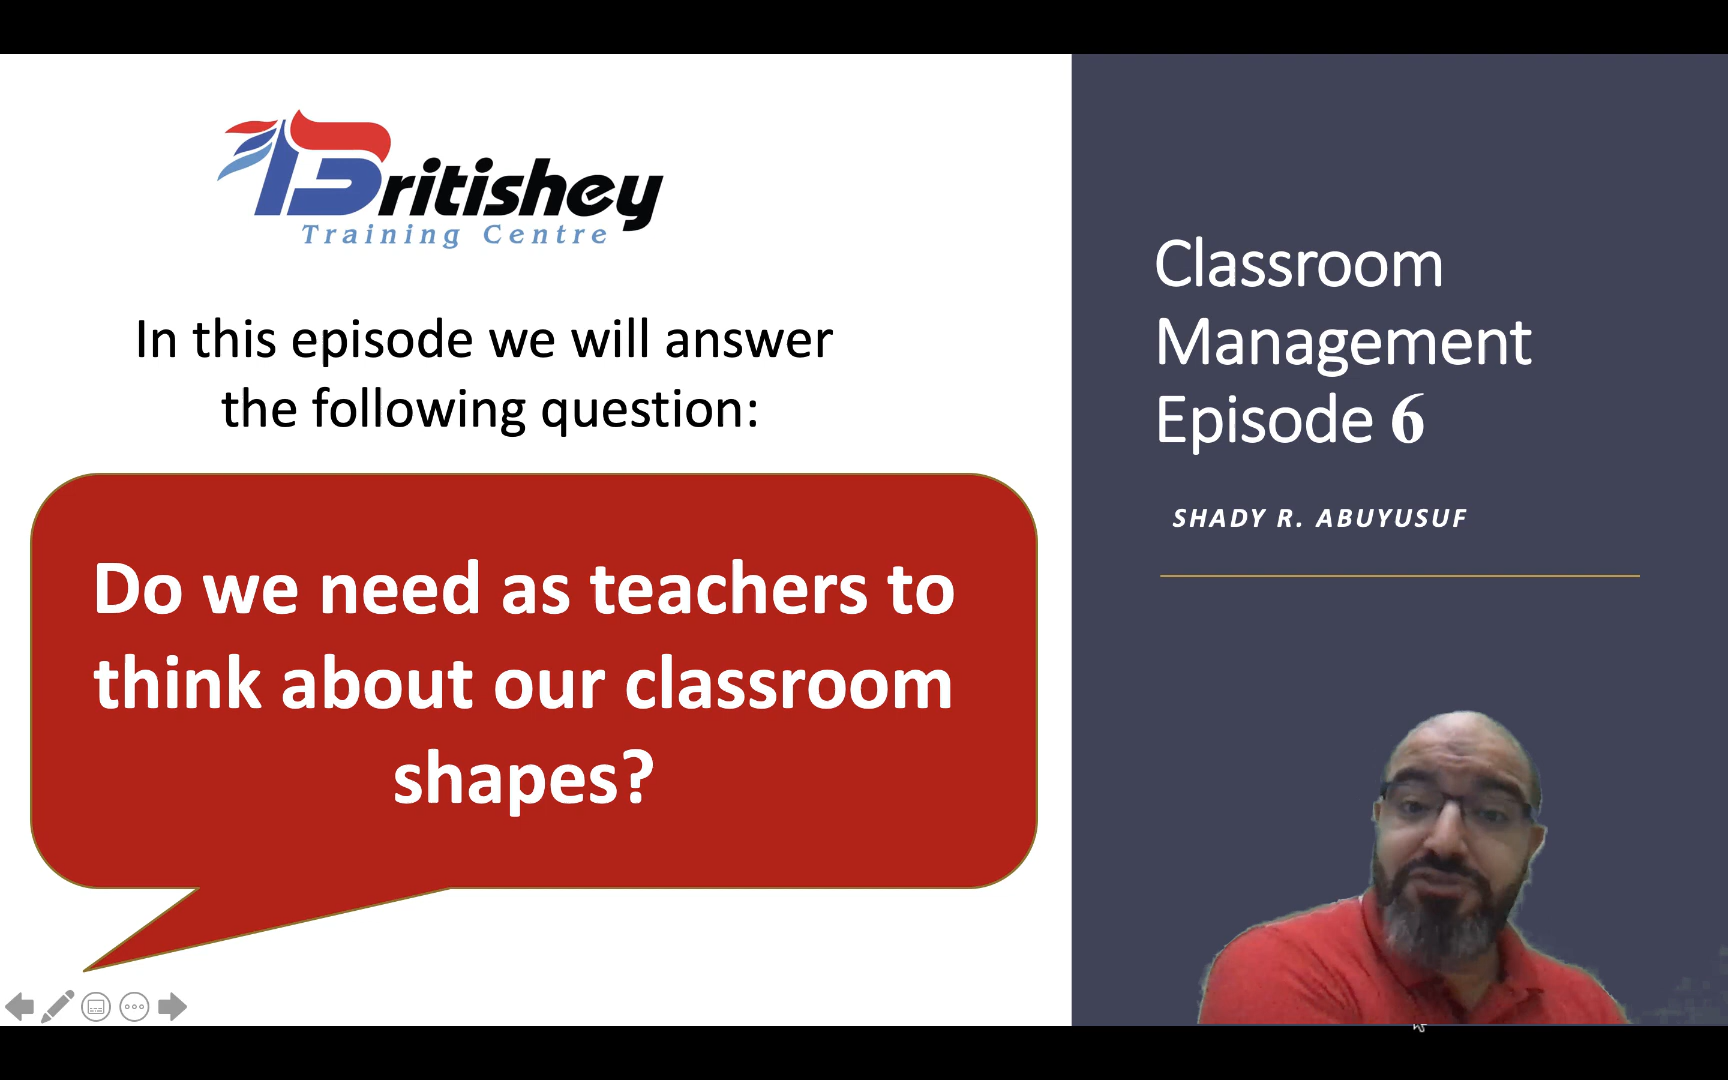 Britishey
Training Centre
In this episode we will answer
the following question:
Do we need as teachers to
think about our classroom
shapes?
Classroom
Management
Episode 6
SHADY R. ABUYUSUF